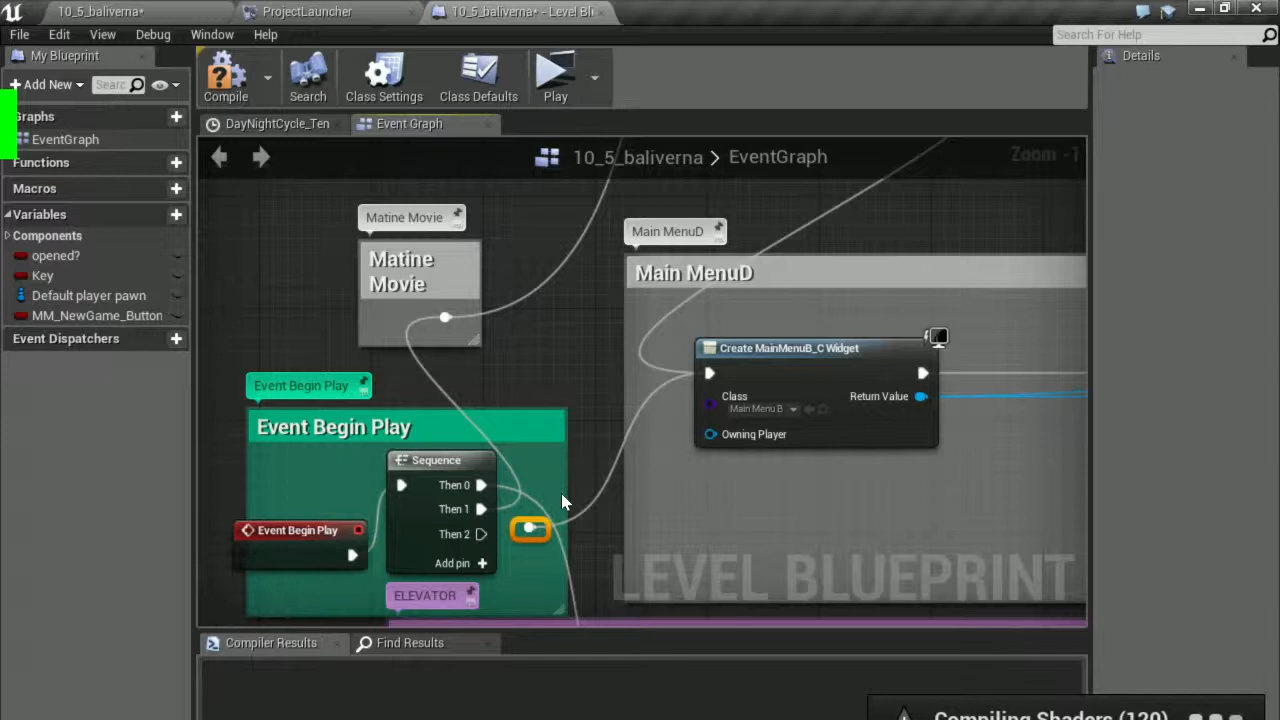 10_5_baliverna*
ProjectLauncher
10_5_baliverna* - Level Bli
File Edit View Debug Window Help
Search For Help
My Blueprint
Details
Add New
Searc
Compile
Search
Class Settings
Class Defaults
Play
Graphs
EventGraph
Functions
Macros
Variables
Components
opened?
Key
Default player pawn
MM_NewGame_Button
Event Dispatchers
DayNightCycle_Ten
Event Graph
10_5_baliverna > EventGraph
Zoom -1
Matine Movie
Matine
Movie
Main MenuD
Main MenuD
Create MainMenuB_C Widget
Class
Main Menu B
Return Value
Owning Player
Event Begin Play
Event Begin Play
Sequence
Then 0
Then 1
Then 2
Add pin
Event Begin Play
ELEVATOR
LEVEL BLUEPRINT
Compiler Results
Find Results
Compiling Shaders (120)